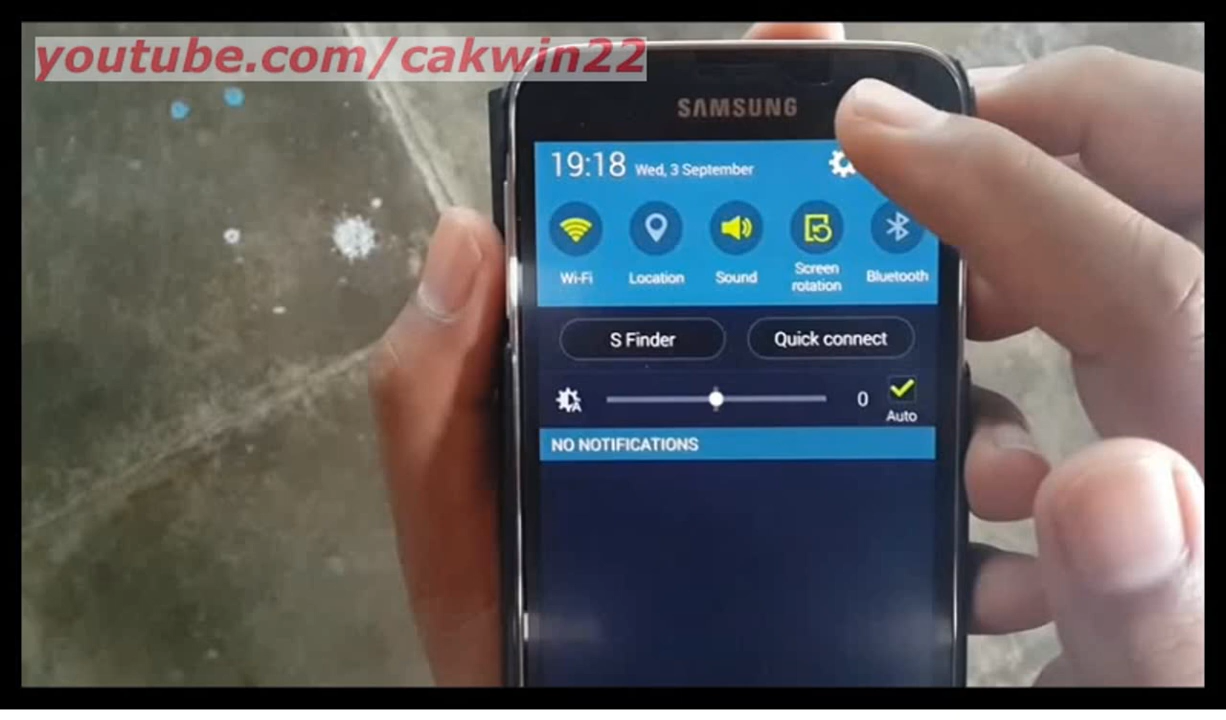 youtube.com/cakwin22
SAMSUNG
19:18 Wed, 3 September
Wi-Fi
Location
Sound
Screen
rotation
Bluetooth
S Finder
Quick connect
0
Auto
NO NOTIFICATIONS